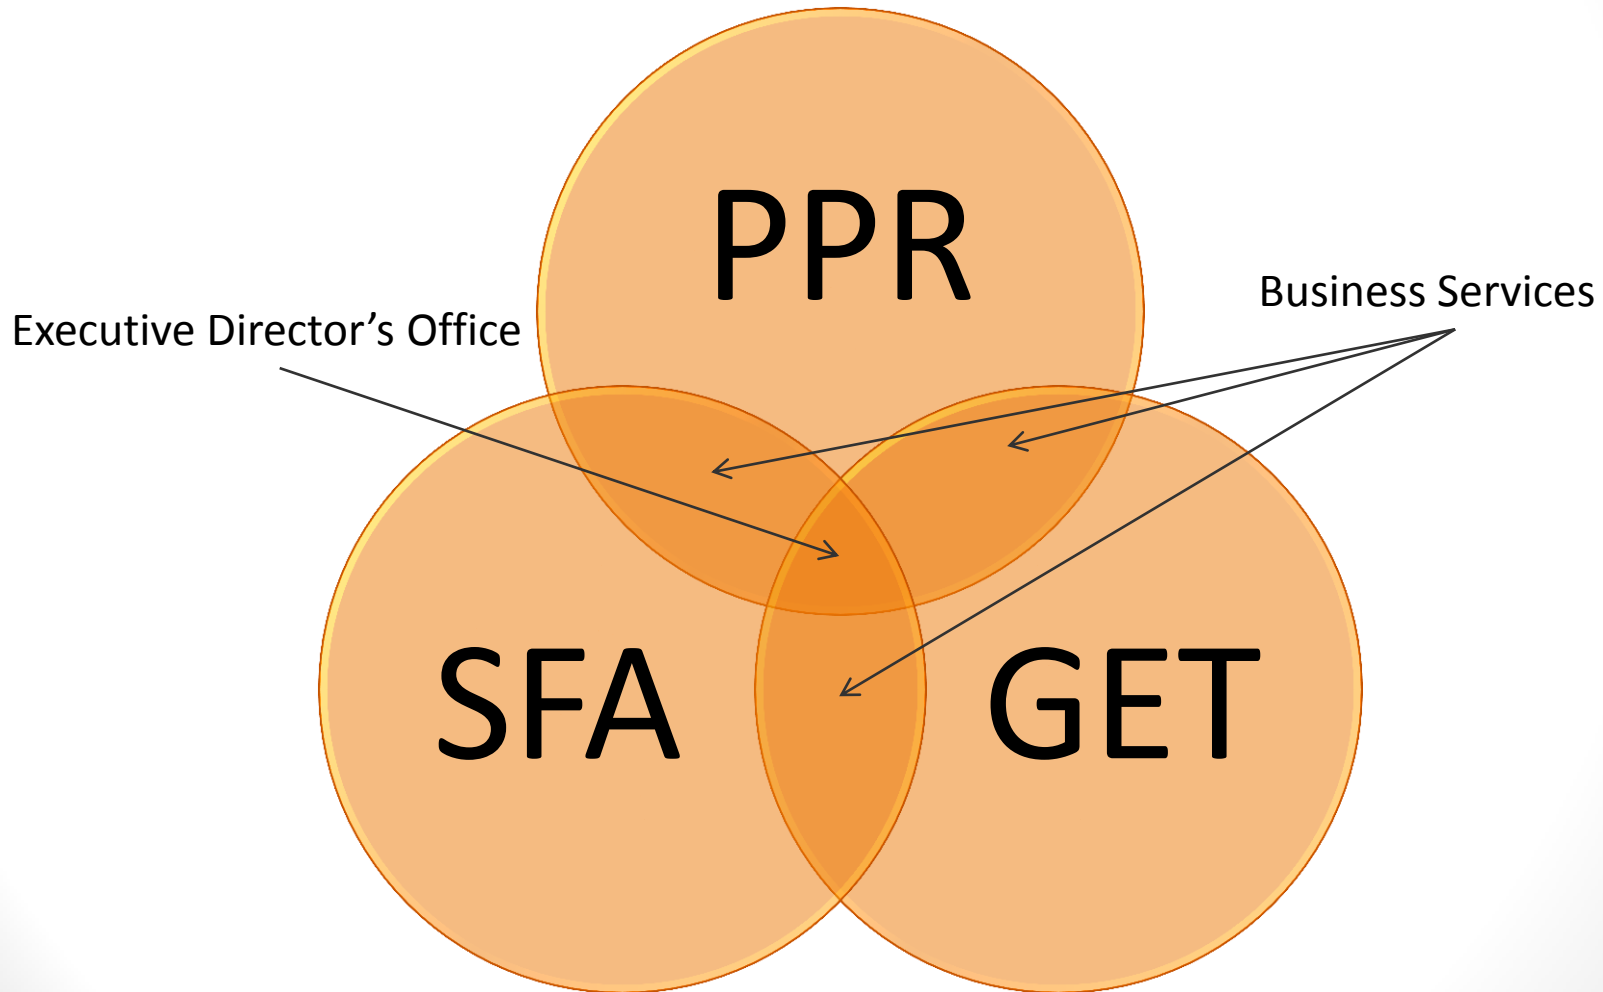 PPR
Business Services
Executive Director’s Office
SFA
GET